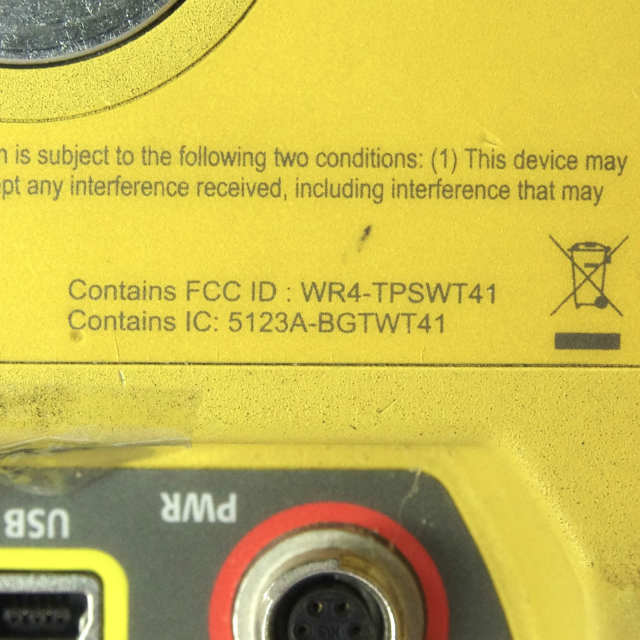 is subject to the following two conditions: (1) This device may
any interference received, including interference that may
Contains FCC ID : WR4-TPSWT41
Contains IC: 5123A-BGTWT41
PWR
USB